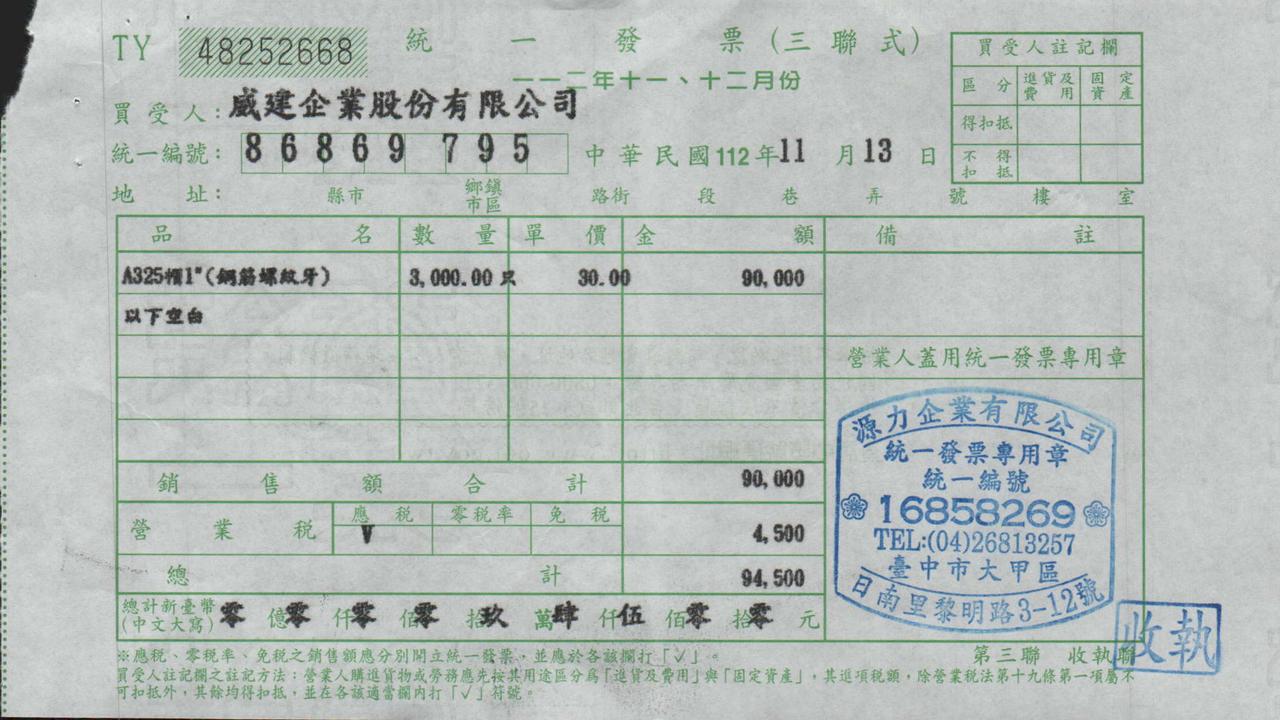 TY 48252668 統一發票(三聯式)
一一二年十一、十二月份
買受人註記欄
區分 進貨及費用 固定資產
得扣抵
不得扣抵
買受人:威建企業股份有限公司
統一編號:86869795 中華民國112年11月13日
地址: 縣市 鄉鎮市區 路街 段 巷 弄 號 樓 室
品名 數量 單價 金額 備註
A325帽1"(鋼筋螺紋牙) 3,000.00 只 30.00 90,000
以下空白
營業人蓋用統一發票專用章
銷售額合計 90,000
營業稅 應稅 零稅率 免稅
V 4,500
總計 94,500
總計新臺幣(中文大寫) 零億零仟零佰零拾玖萬肆仟伍佰零拾零元
源力企業有限公司
統一發票專用章
統一編號
16858269
TEL:(04)26813257
臺中市大甲區
日南里黎明路3-12號
※應稅、零稅率、免稅之銷售額應分別開立統一發票,並應於各該欄打「✓」。
第三聯 收執聯
收執
買受人註記欄之註記方法:營業人購進貨物或勞務應先按其用途區分為「進貨及費用」與「固定資產」,其進項稅額,除營業稅法第十九條第一項屬不
可扣抵外,其餘均得扣抵,並在各該適當欄內打「✓」符號。